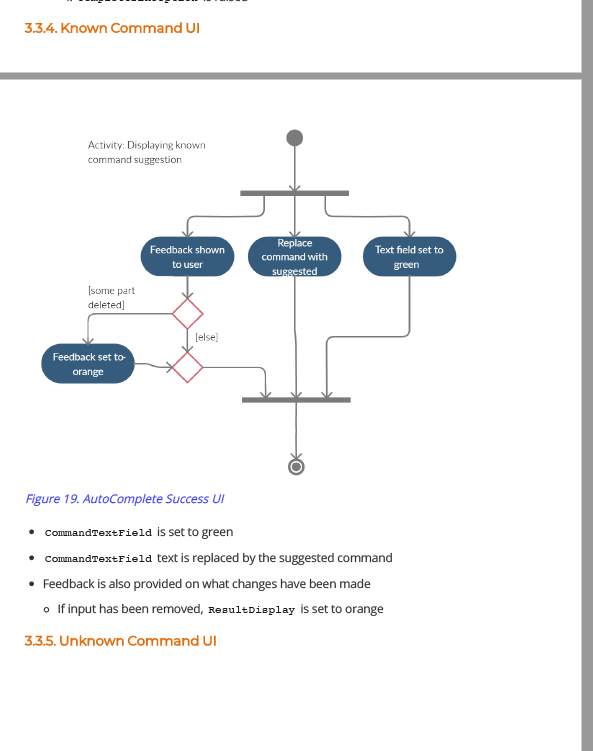 3.3.4. Known Command UI
Activity: Displaying known
command suggestion
Feedback shown
to user
Replace
command with
suggested
Text field set to
green
[some part
deleted]
[else]
Feedback set to
orange
Figure 19. AutoComplete Success UI
• CommandTextField is set to green
• CommandTextField text is replaced by the suggested command
• Feedback is also provided on what changes have been made
○ If input has been removed, ResultDisplay is set to orange
3.3.5. Unknown Command UI